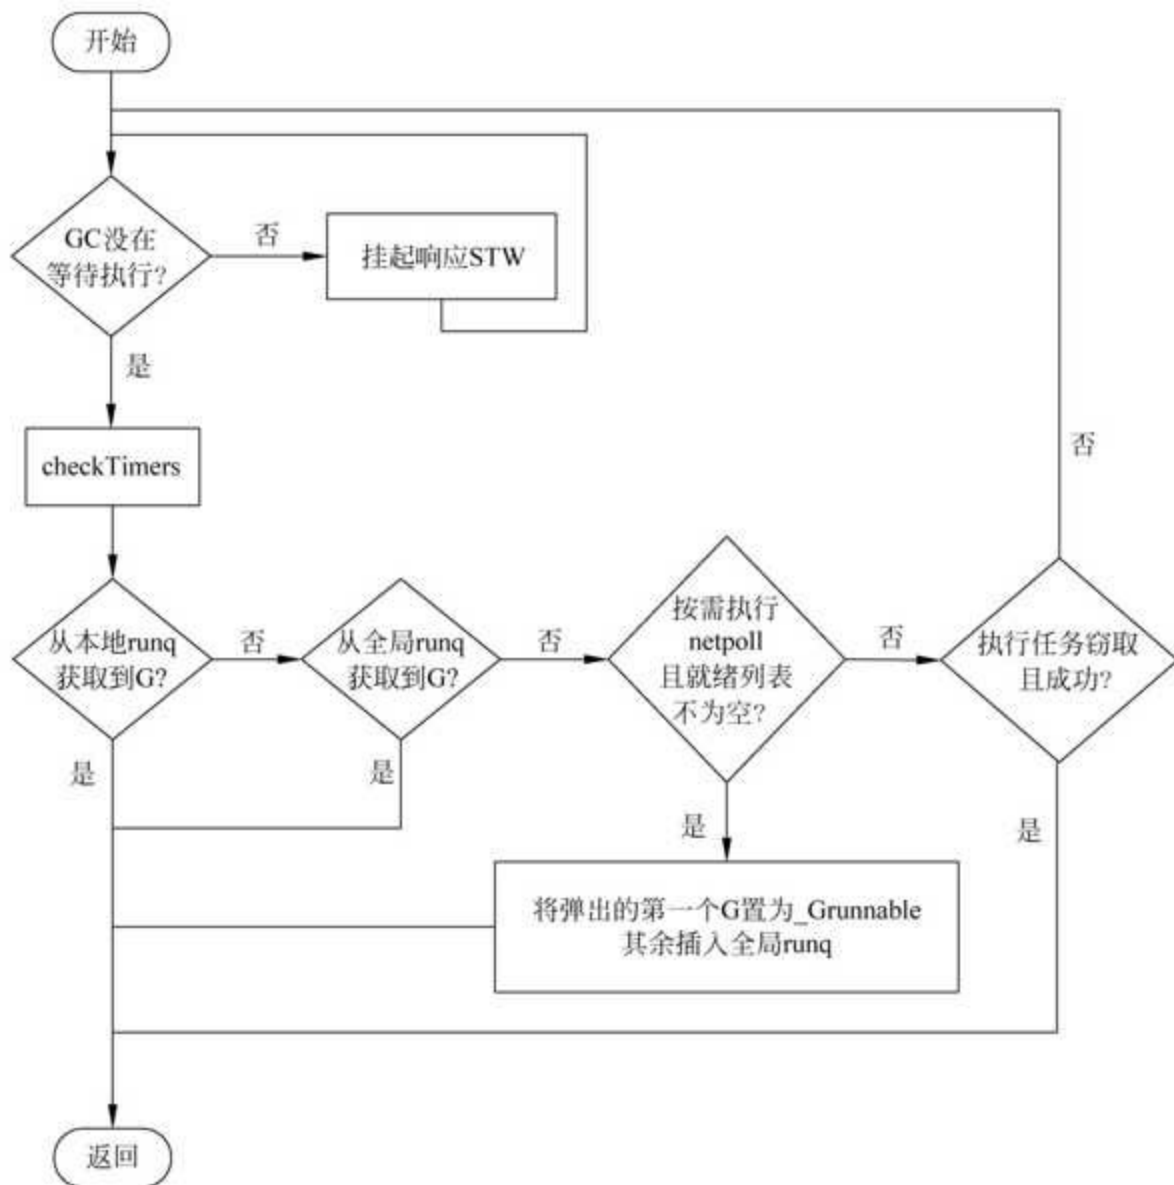 开始
GC没在
等待执行?
否
挂起响应STW
是
checkTimers
否
从本地runq
获取到G?
否
从全局runq
获取到G?
否
按需执行
netpoll
且就绪列表
不为空?
否
执行任务窃取
且成功?
是
是
是
是
将弹出的第一个G置为_Grunnable
其余插入全局runq
返回